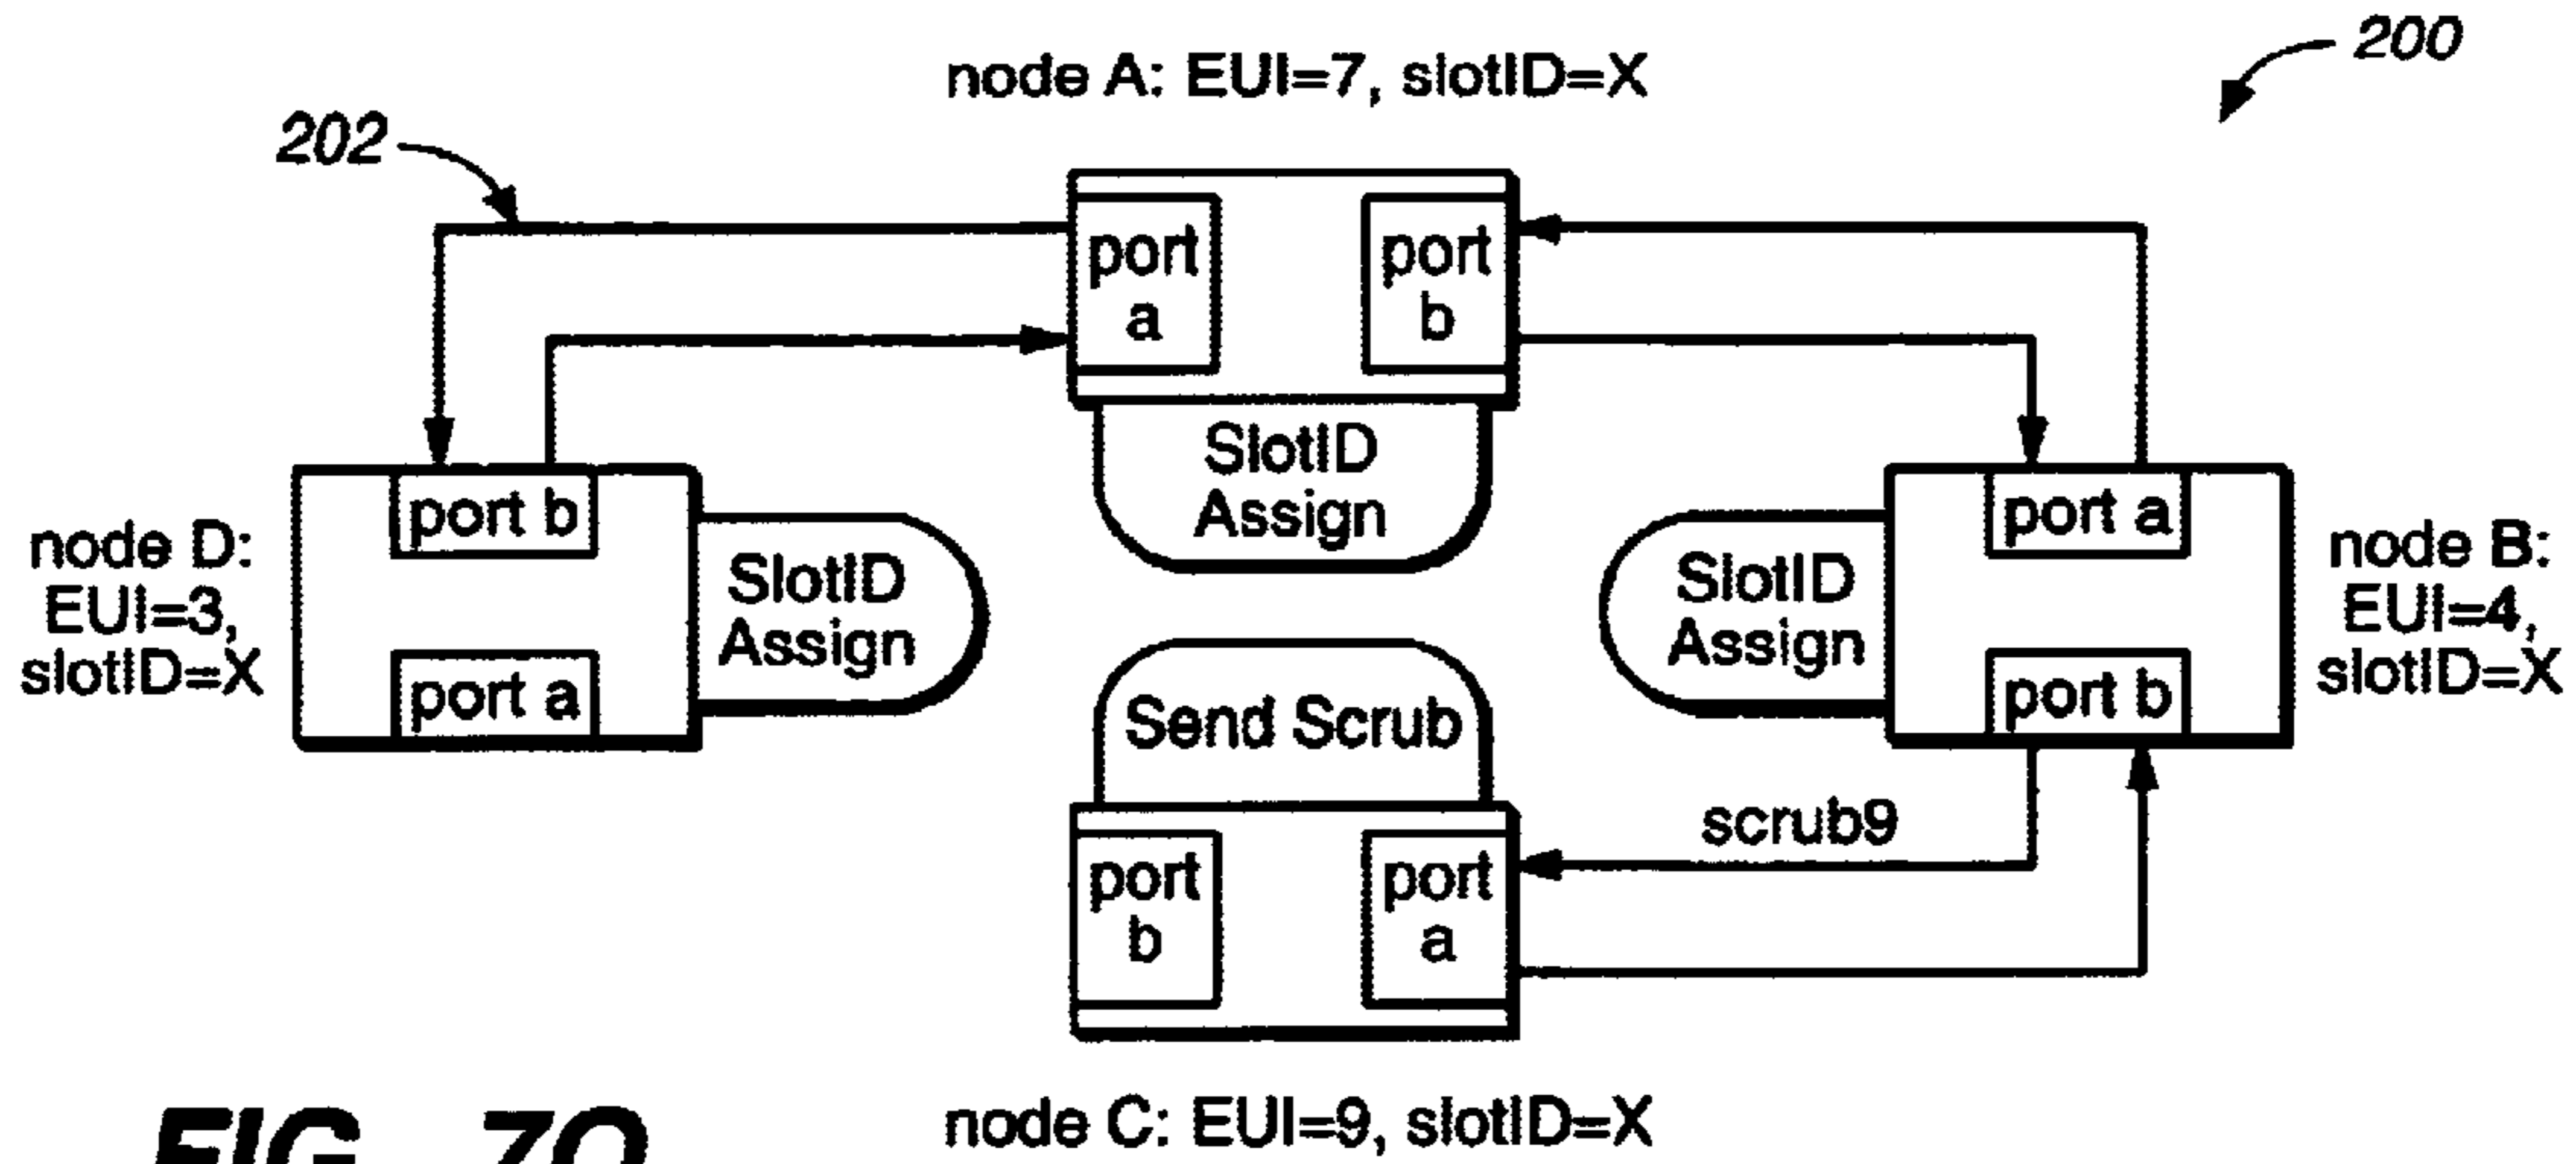 200
node A: EUI=7, slotID=X
202
port
a
port
b
SlotID
Assign
port b
port a
node D:
EUI=3,
slotID=X
SlotID
Assign
SlotID
Assign
port a
port b
node B:
EUI=4,
slotID=X
Send Scrub
scrub9
port
b
port
a
node C: EUI=9, slotID=X